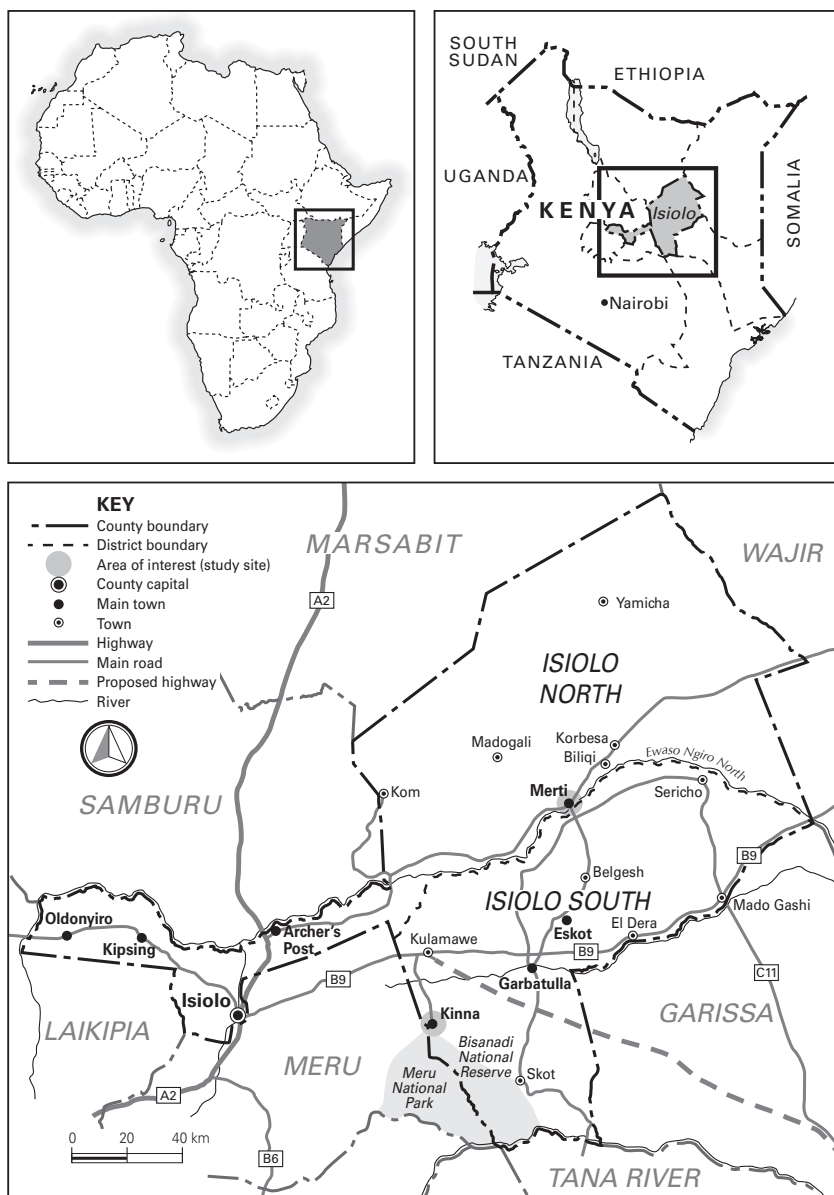 SOUTH
SUDAN
ETHIOPIA
UGANDA
SOMALIA
KENYA
Isiolo
Nairobi
TANZANIA
KEY
County boundary
District boundary
Area of interest (study site)
County capital
Main town
Town
Highway
Main road
Proposed highway
River
MARSABIT
WAJIR
A2
Yamicha
ISIOLO
NORTH
Madogali
Korbesa
Biliqi
Ewaso Ngiro North
SAMBURU
Kom
Merti
Sericho
B9
Belgesh
ISIOLO SOUTH
Mado Gashi
Oldonyiro
Kipsing
Archer's
Post
Eskot
El Dera
Kulamawe
B9
Garbatulla
B9
C11
Isiolo
GARISSA
LAIKIPIA
Kinna
MERU
Bisanadi
National
Reserve
Meru
National
Park
Skot
A2
0 20 40 km
B6
TANA RIVER